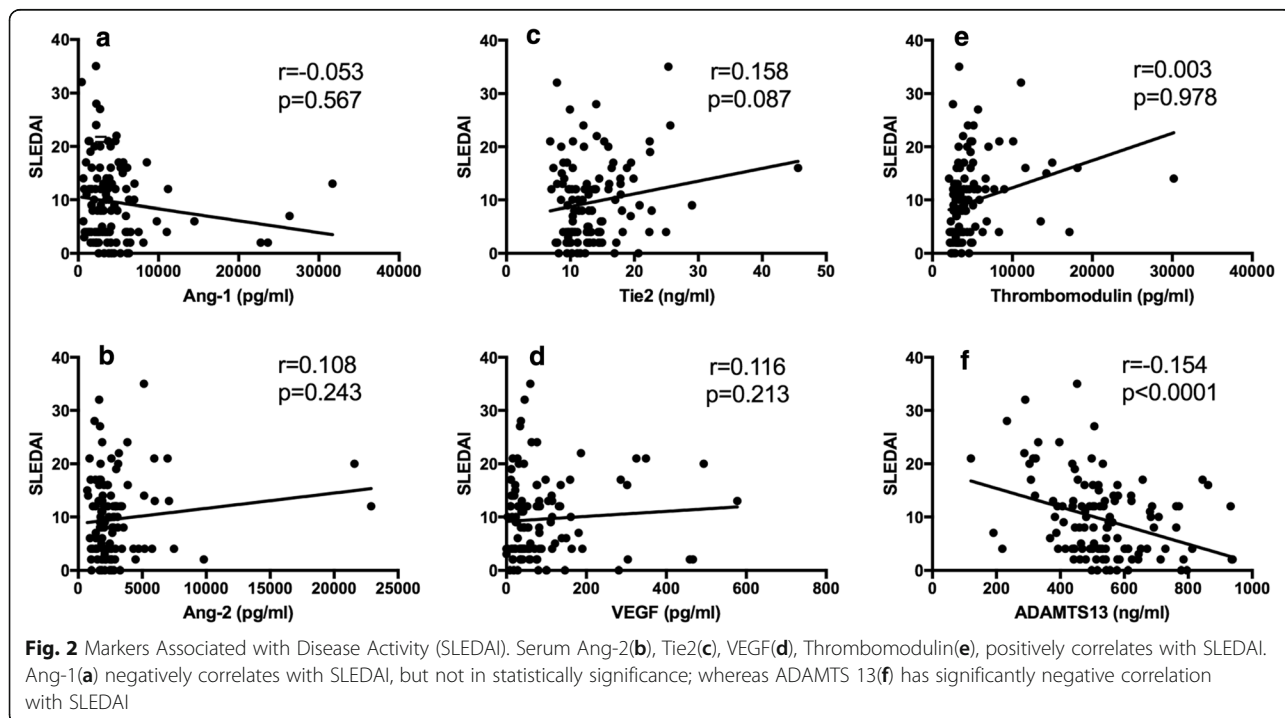 a
r=-0.053
p=0.567
SLEDAI
40
30
20
10
0
0 10000 20000 30000 40000
Ang-1 (pg/ml)
c
r=0.158
p=0.087
SLEDAI
40
30
20
10
0
0 10 20 30 40 50
Tie2 (ng/ml)
e
r=0.003
p=0.978
SLEDAI
40
30
20
10
0
0 10000 20000 30000 40000
Thrombomodulin (pg/ml)
b
r=0.108
p=0.243
SLEDAI
40
30
20
10
0
0 5000 10000 15000 20000 25000
Ang-2 (pg/ml)
d
r=0.116
p=0.213
SLEDAI
40
30
20
10
0
0 200 400 600 800
VEGF (pg/ml)
f
r=-0.154
p<0.0001
SLEDAI
40
30
20
10
0
0 200 400 600 800 1000
ADAMTS13 (ng/ml)
Fig. 2 Markers Associated with Disease Activity (SLEDAI). Serum Ang-2(b), Tie2(c), VEGF(d), Thrombomodulin(e), positively correlates with SLEDAI.
Ang-1(a) negatively correlates with SLEDAI, but not in statistically significance; whereas ADAMTS 13(f) has significantly negative correlation
with SLEDAI